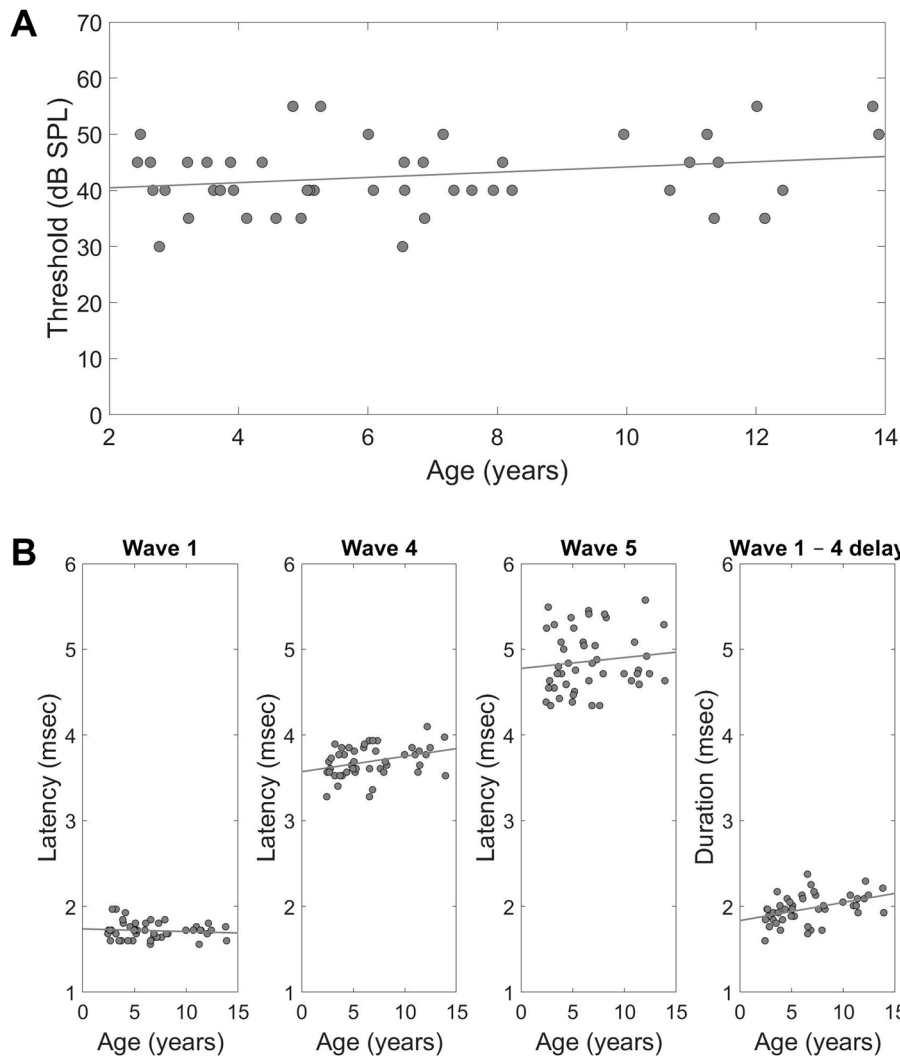 A
70
60
50
40
30
20
10
0
Threshold (dB SPL)
2 4 6 8 10 12 14
Age (years)
B
Wave 1 Wave 4 Wave 5 Wave 1 – 4 delay
6 6 6 6
5 5 5 5
4 4 4 4
3 3 3 3
2 2 2 2
1 1 1 1
Latency (msec) Latency (msec) Latency (msec) Duration (msec)
0 5 10 15 0 5 10 15 0 5 10 15 0 5 10 15
Age (years) Age (years) Age (years) Age (years)